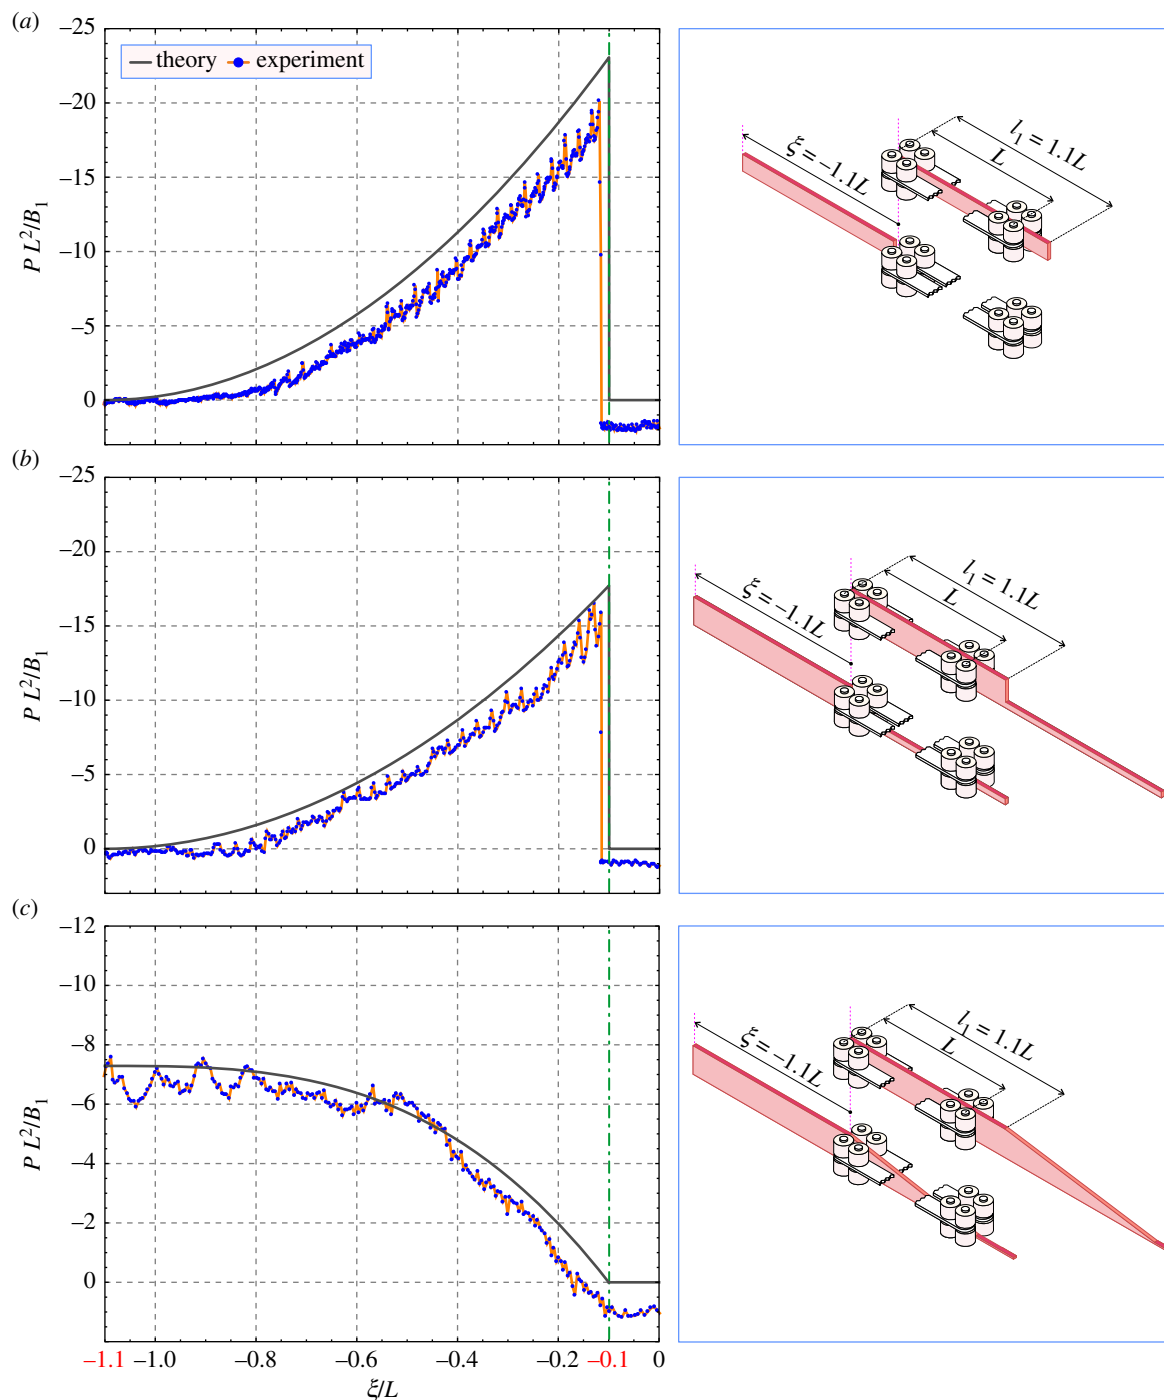 (a)
–25
–20
–15
–10
–5
0
P L²/B₁
theory experiment
ξ = –1.1L
l₁ = 1.1L
L
(b)
–25
–20
–15
–10
–5
0
P L²/B₁
ξ = –1.1L
l₁ = 1.1L
L
(c)
–12
–10
–8
–6
–4
–2
0
P L²/B₁
–1.1 –1.0 –0.8 –0.6 –0.4 –0.2 –0.1 0
ξ/L
ξ = –1.1L
l₁ = 1.1L
L